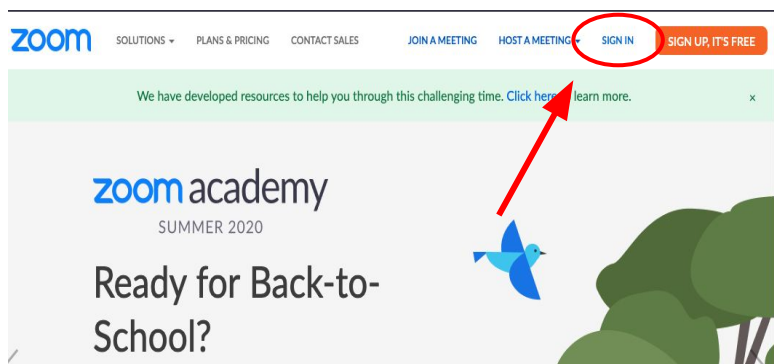 zoom SOLUTIONS PLANS & PRICING CONTACT SALES JOIN A MEETING HOST A MEETING SIGN IN SIGN UP, IT'S FREE
We have developed resources to help you through this challenging time. Click here learn more. ×
zoom academy
SUMMER 2020
Ready for Back-to-
School?